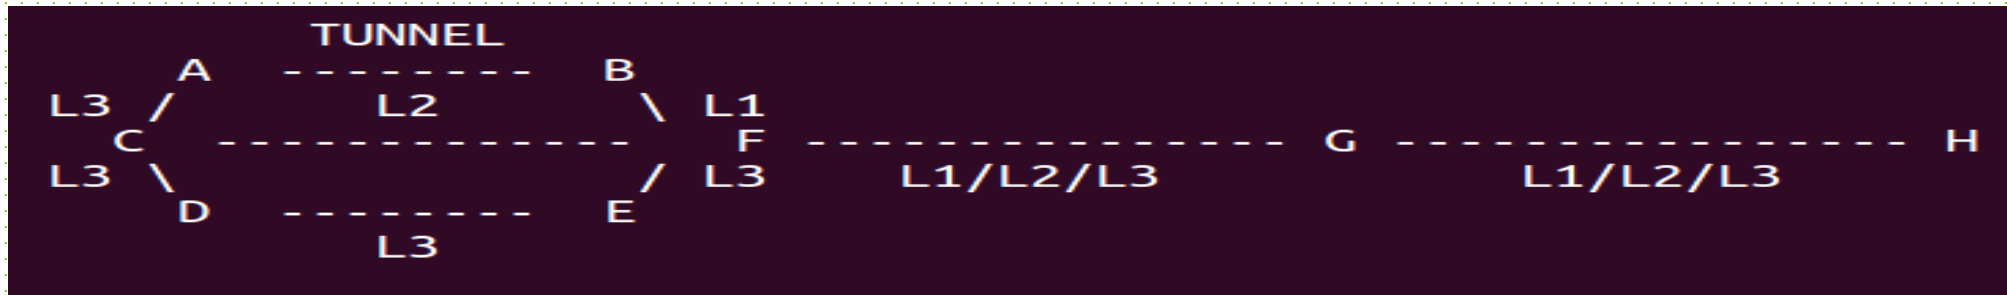 TUNNEL
A -------- B
L3 / L2 \ L1
C ------------- F --------------- G ---------------- H
L3 \ / L3 L1/L2/L3 L1/L2/L3
D -------- E
L3